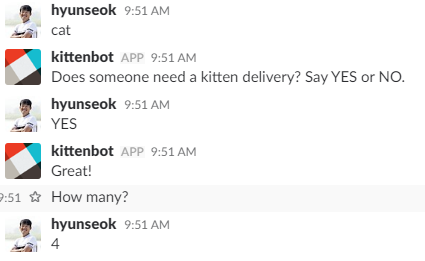 hyunseok 9:51 AM
cat
kittenbot APP 9:51 AM
Does someone need a kitten delivery? Say YES or NO.
hyunseok 9:51 AM
YES
kittenbot APP 9:51 AM
Great!
9:51 ☆ How many?
hyunseok 9:51 AM
4